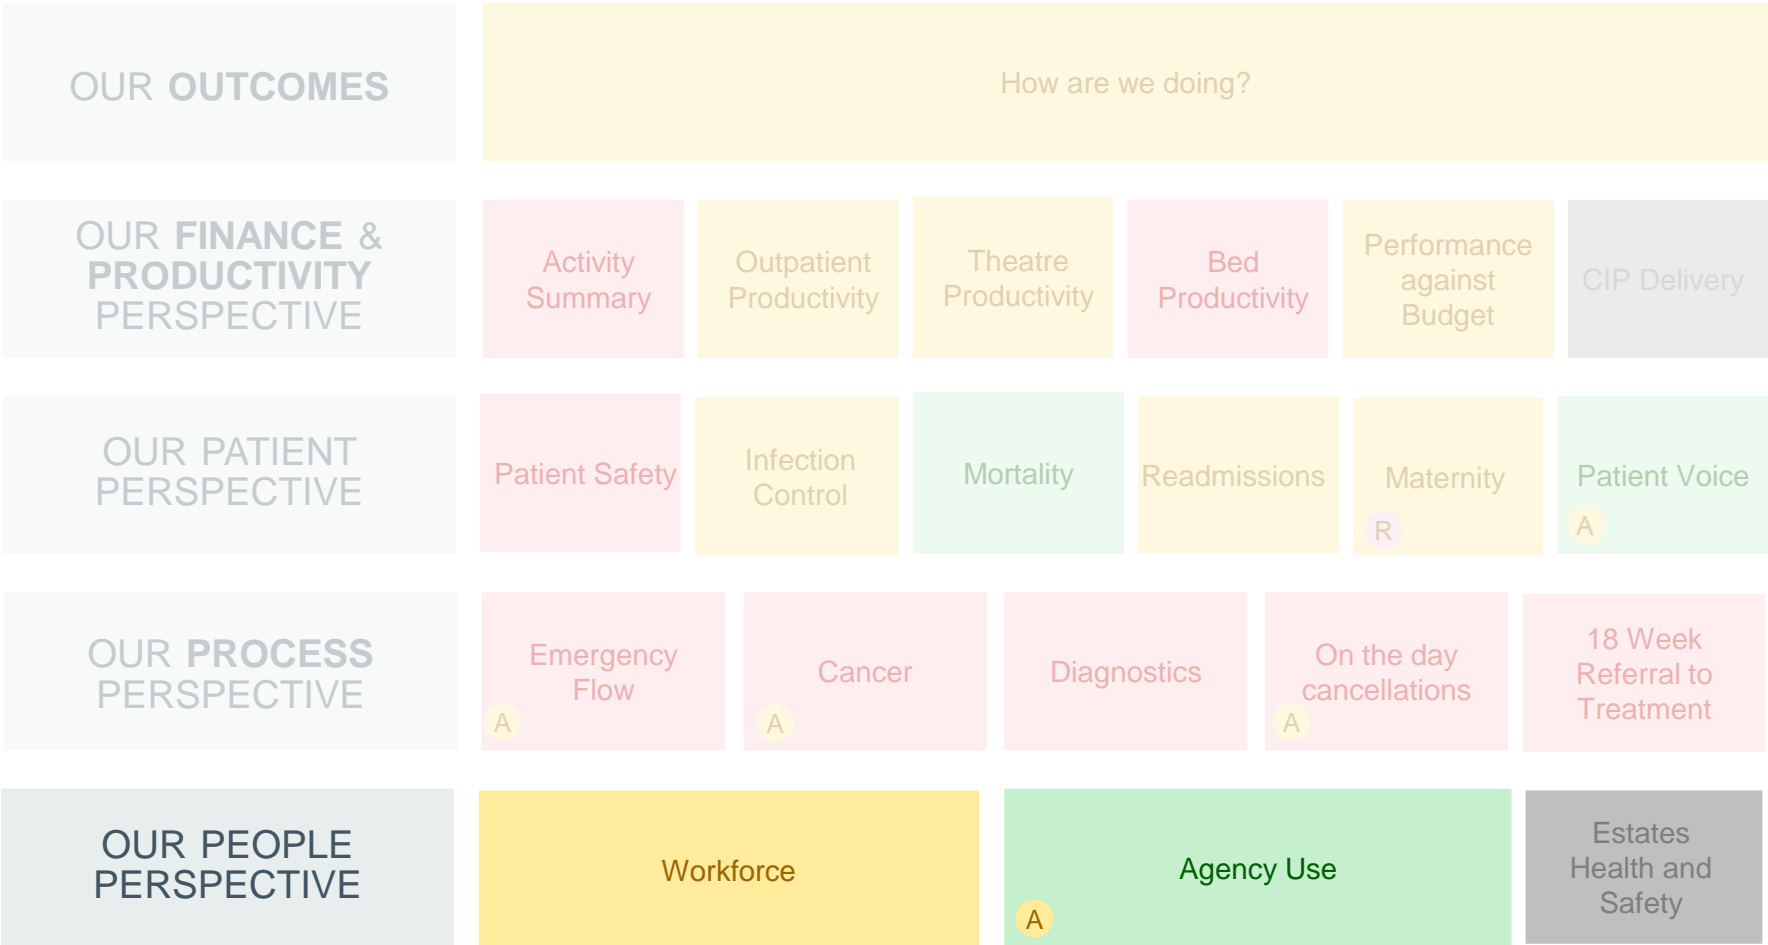 OUR OUTCOMES
How are we doing?
OUR FINANCE &
PRODUCTIVITY
PERSPECTIVE
Activity
Summary
Outpatient
Productivity
Theatre
Productivity
Bed
Productivity
Performance
against
Budget
CIP Delivery
OUR PATIENT
PERSPECTIVE
Patient Safety
Infection
Control
Mortality
Readmissions
Maternity
R
Patient Voice
A
OUR PROCESS
PERSPECTIVE
Emergency
Flow
A
Cancer
A
Diagnostics
On the day
cancellations
A
18 Week
Referral to
Treatment
OUR PEOPLE
PERSPECTIVE
Workforce
Agency Use
A
Estates
Health and
Safety